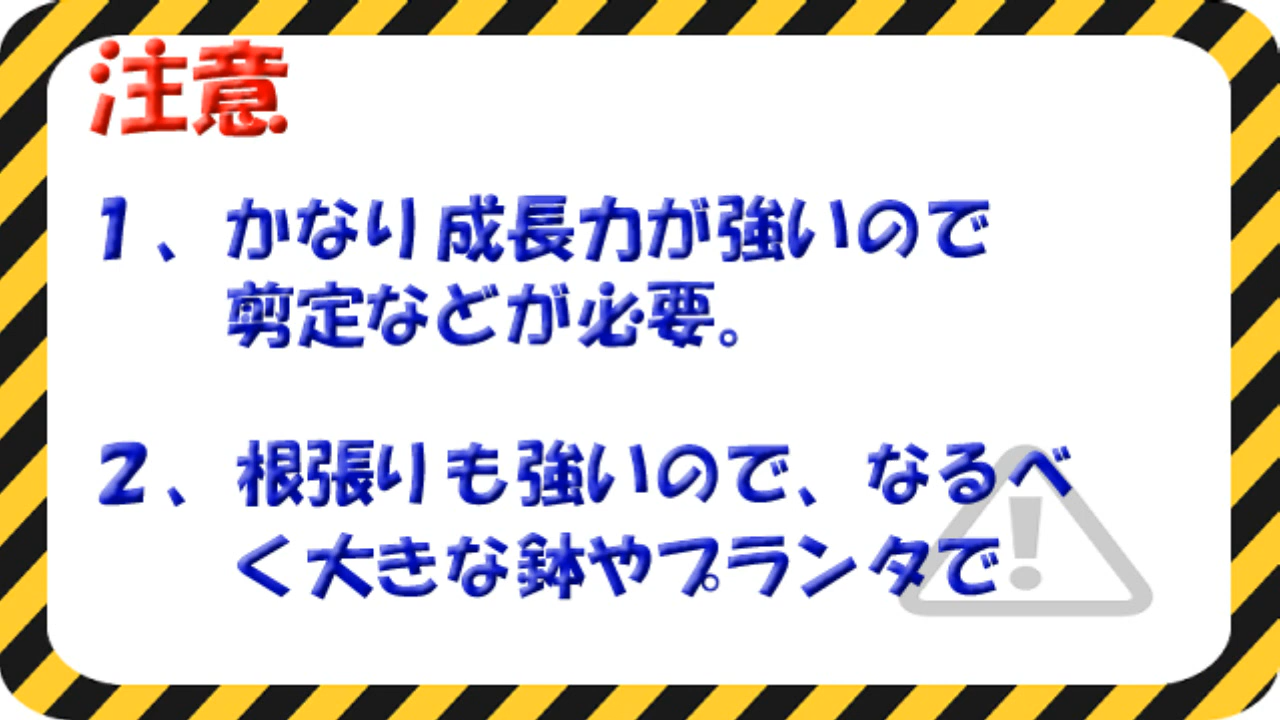 注意
１、かなり成長力が強いので
剪定などが必要。
２、根張りも強いので、なるべ
く大きな鉢やプランタで
!